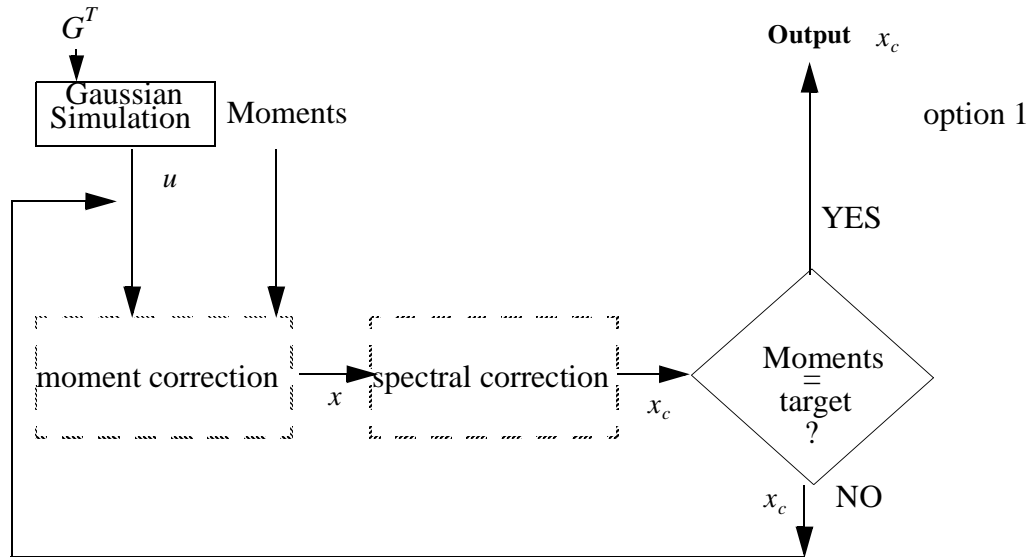 G^T
Gaussian
Simulation
Moments
u
moment correction
x
spectral correction
x_c
Moments
=
target
?
YES
Output x_c
option 1
NO
x_c